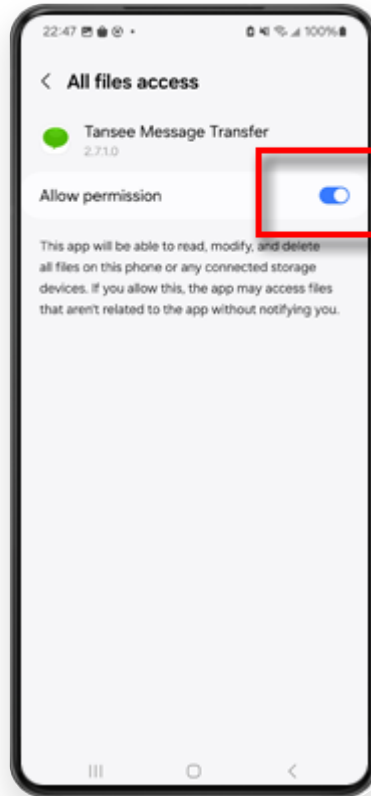 22:47 100%
All files access
Tansee Message Transfer
2.7.1.0
Allow permission
This app will be able to read, modify, and delete
all files on this phone or any connected storage
devices. If you allow this, the app may access files
that aren't related to the app without notifying you.